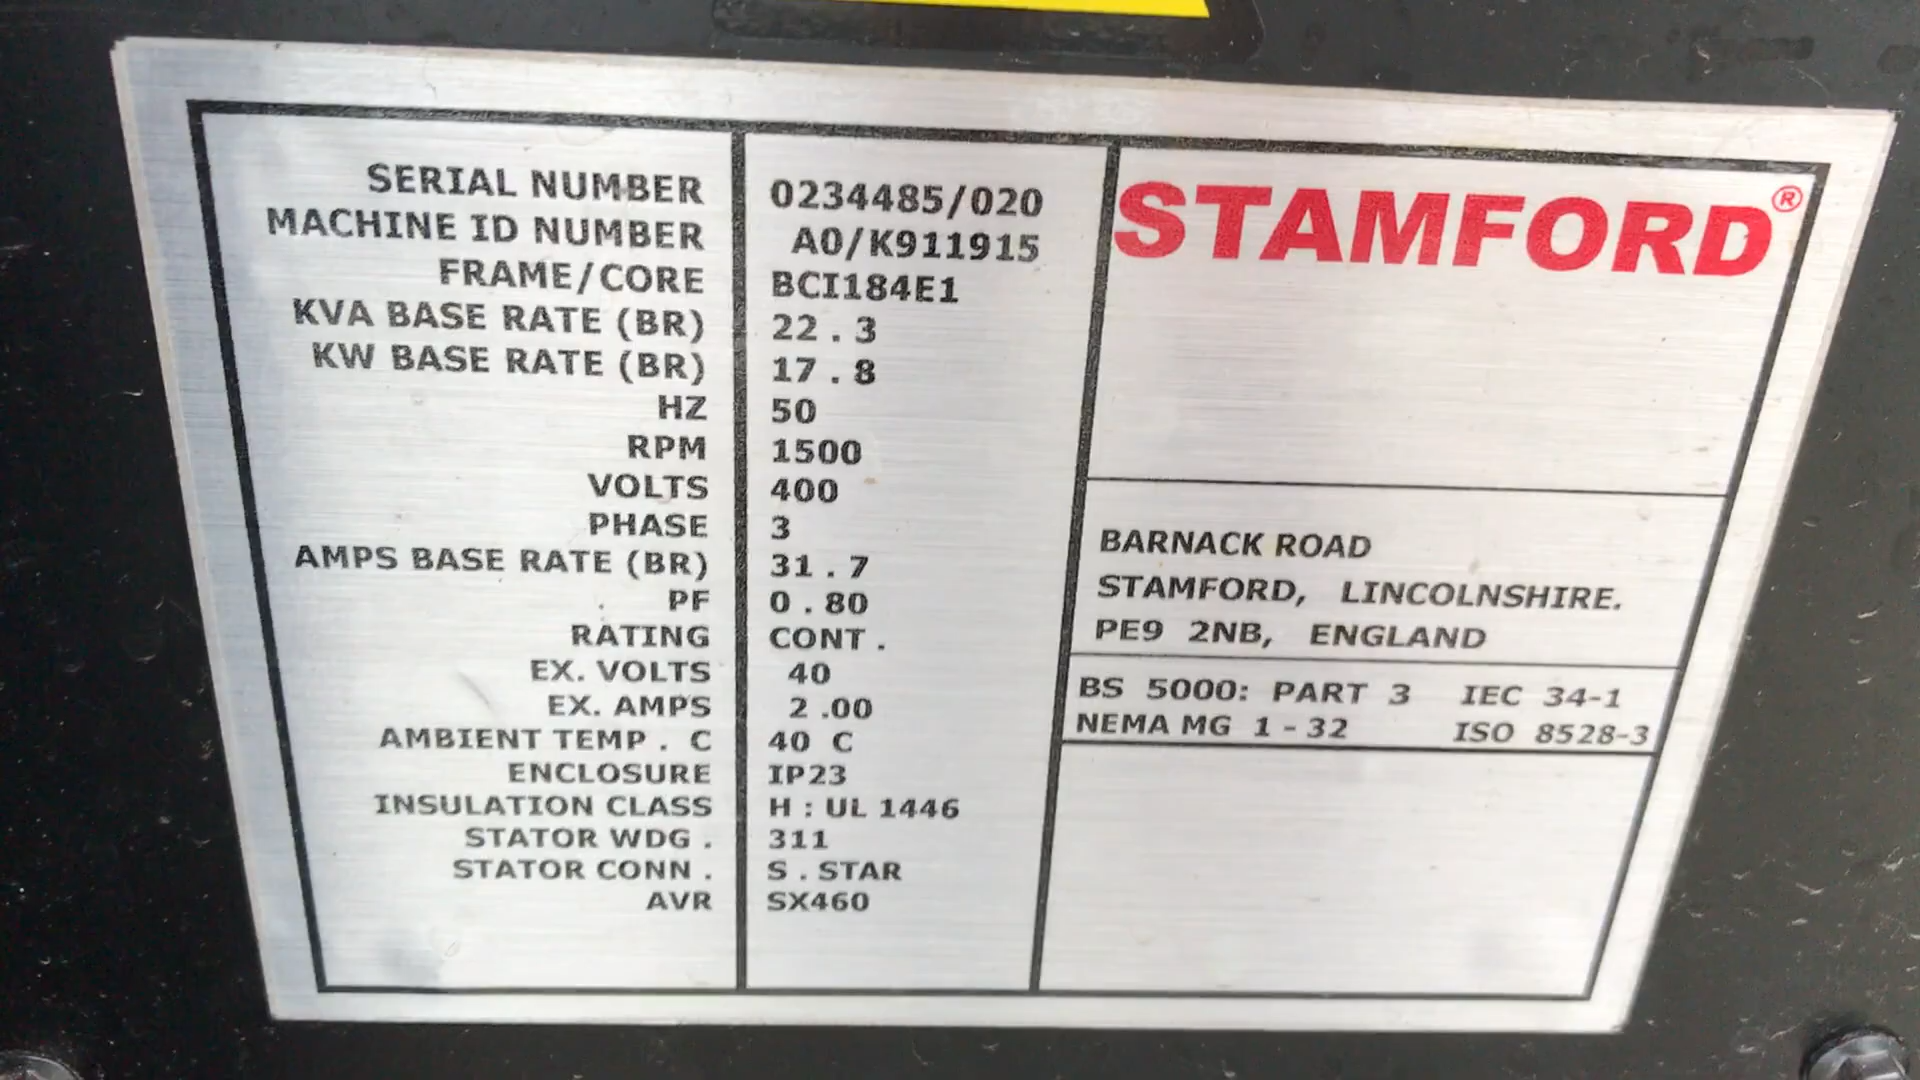 SERIAL NUMBER 0234485/020
MACHINE ID NUMBER A0/K911915
FRAME/CORE BCI184E1
KVA BASE RATE (BR) 22 . 3
KW BASE RATE (BR) 17 . 8
HZ 50
RPM 1500
VOLTS 400
PHASE 3
AMPS BASE RATE (BR) 31 . 7
PF 0 . 80
RATING CONT .
EX. VOLTS 40
EX. AMPS 2 .00
AMBIENT TEMP . C 40 C
ENCLOSURE IP23
INSULATION CLASS H : UL 1446
STATOR WDG . 311
STATOR CONN . S . STAR
AVR SX460
STAMFORD®
BARNACK ROAD
STAMFORD, LINCOLNSHIRE.
PE9 2NB, ENGLAND
BS 5000: PART 3 IEC 34-1
NEMA MG 1 - 32 ISO 8528-3